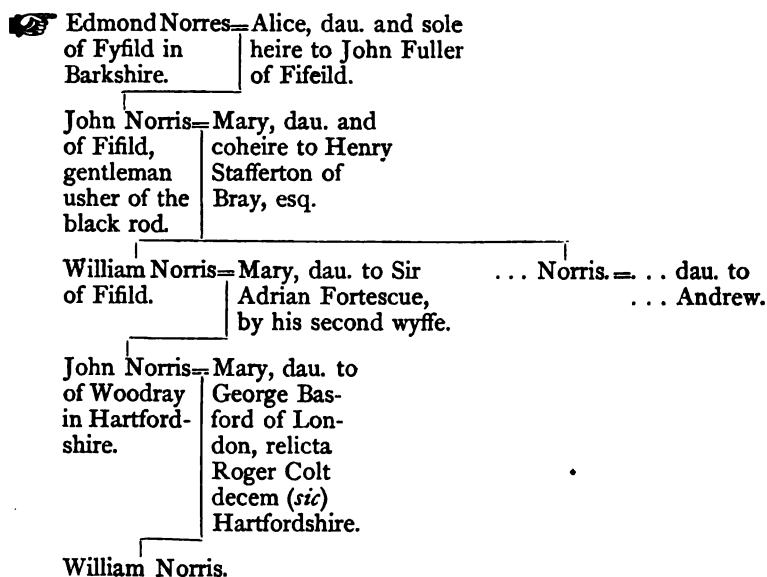 Edmond Norres=Alice, dau. and sole
of Fyfild in heire to John Fuller
Barkshire. of Fifeild.
John Norris=Mary, dau. and
of Fifild, coheire to Henry
gentleman Stafferton of
usher of the Bray, esq.
black rod.
William Norris=Mary, dau. to Sir ... Norris.=... dau. to
of Fifild. Adrian Fortescue, ... Andrew.
by his second wyffe.
John Norris=Mary, dau. to
of Woodray George Bas-
in Hartford- ford of Lon-
shire. don, relicta
Roger Colt
decem (sic)
Hartfordshire.
William Norris.